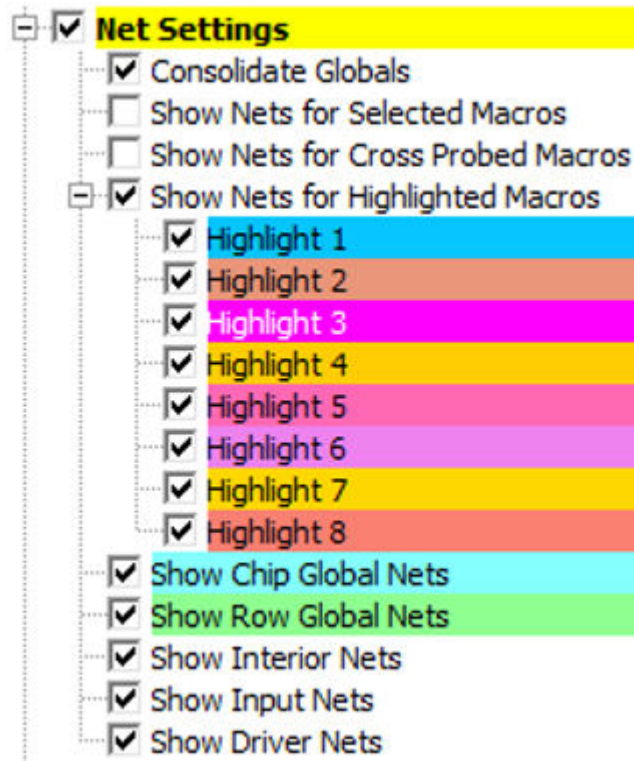 Net Settings
Consolidate Globals
Show Nets for Selected Macros
Show Nets for Cross Probed Macros
Show Nets for Highlighted Macros
Highlight 1
Highlight 2
Highlight 3
Highlight 4
Highlight 5
Highlight 6
Highlight 7
Highlight 8
Show Chip Global Nets
Show Row Global Nets
Show Interior Nets
Show Input Nets
Show Driver Nets